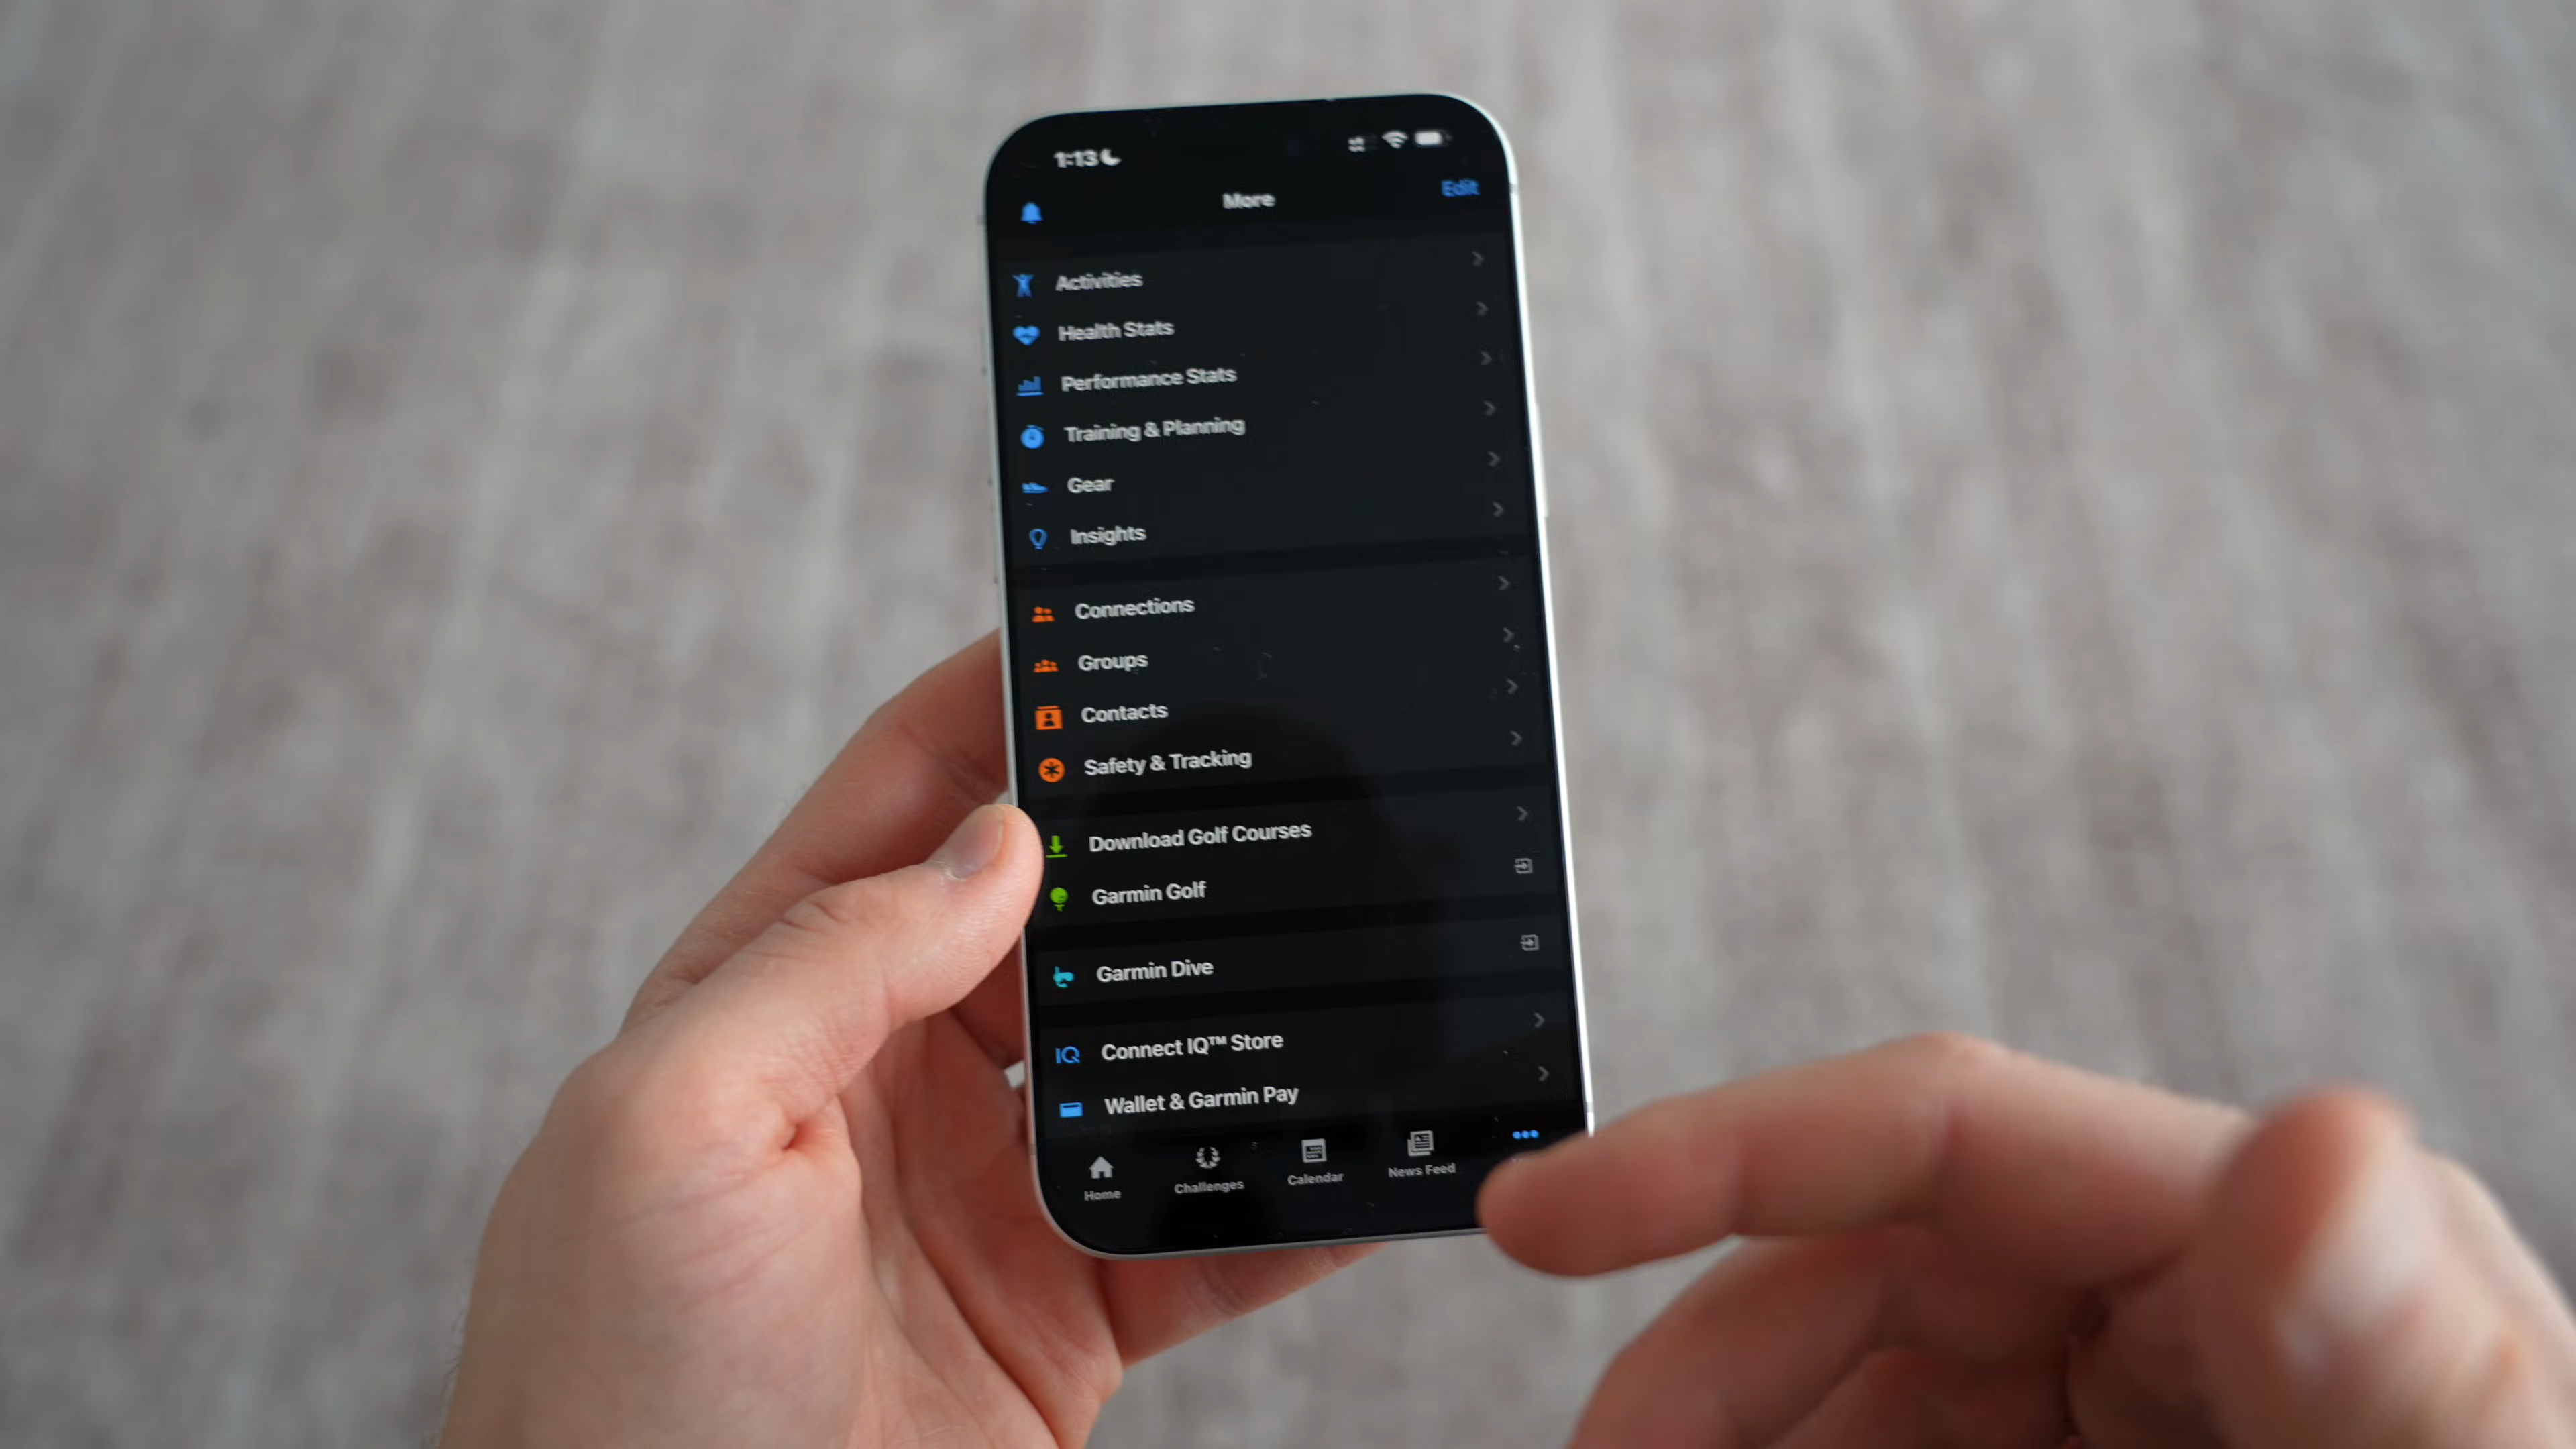 1:13
More
Edit
Activities
Health Stats
Performance Stats
Training & Planning
Gear
Insights
Connections
Groups
Contacts
Safety & Tracking
Download Golf Courses
Garmin Golf
Garmin Dive
IQ Connect IQ™ Store
Wallet & Garmin Pay
Home
Challenges
Calendar
News Feed